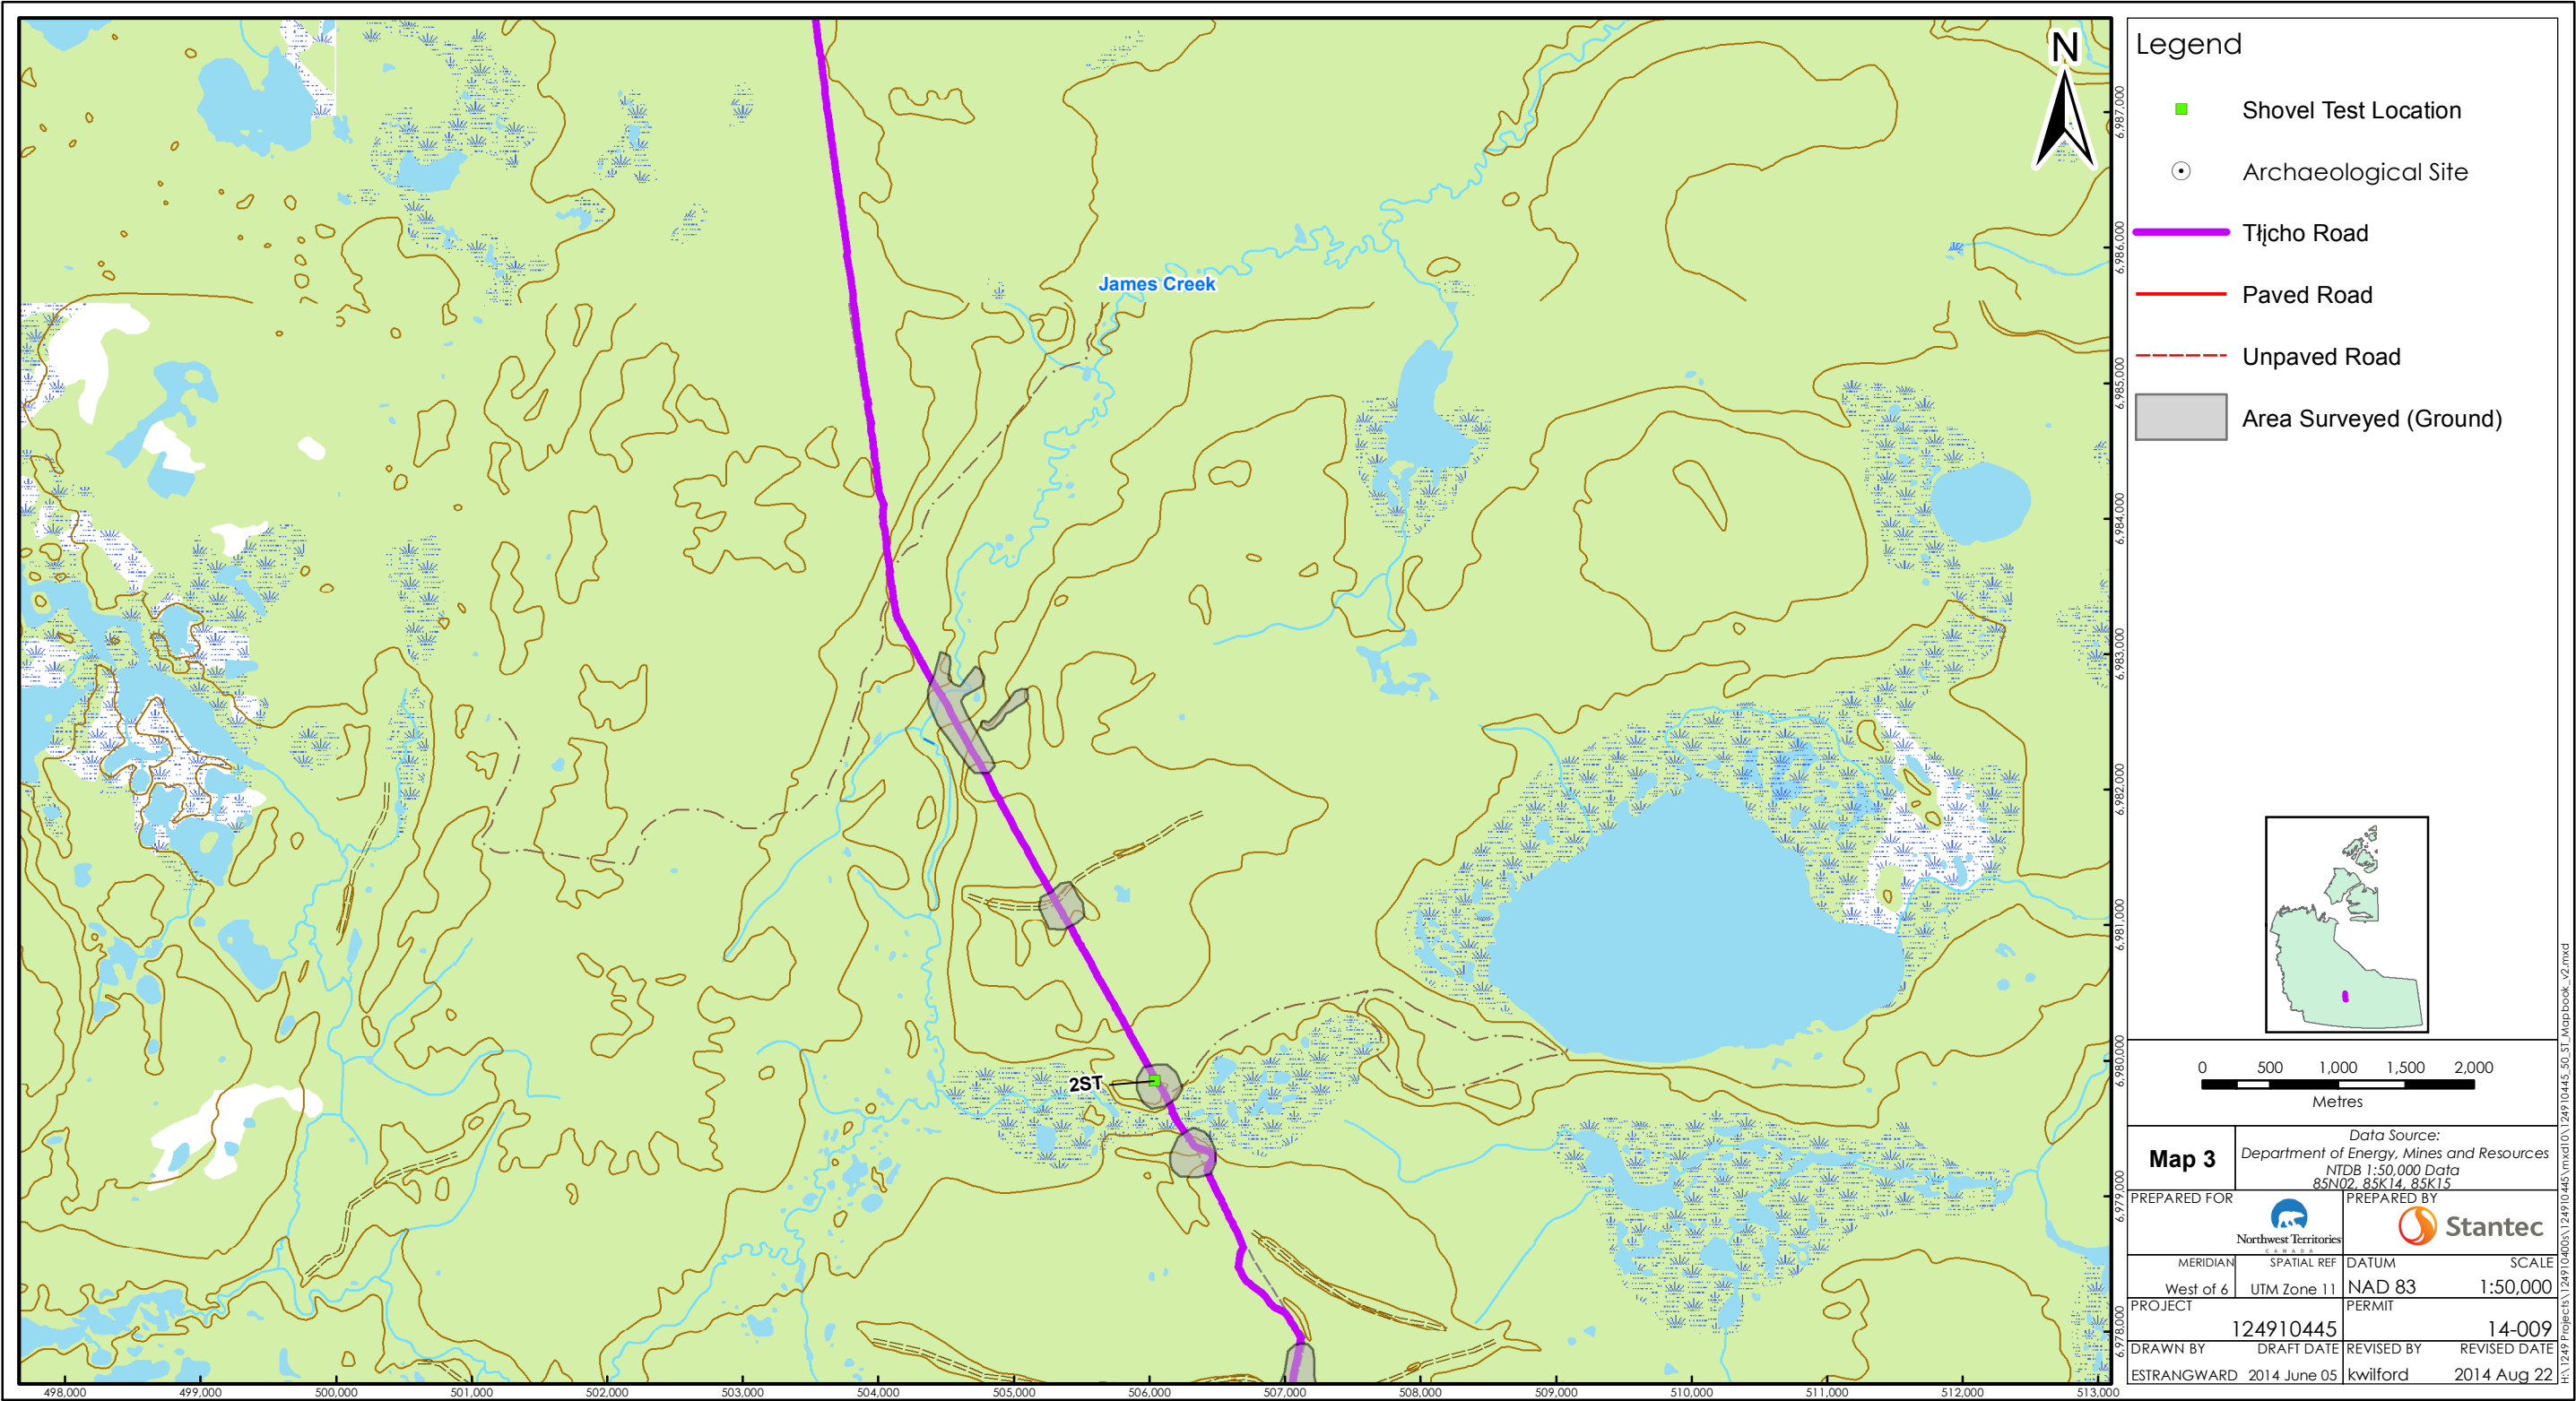 Legend
N
Shovel Test Location
Archaeological Site
Tłı̨cho Road
Paved Road
Unpaved Road
Area Surveyed (Ground)
James Creek
2ST
6,987,000
6,986,000
6,985,000
6,984,000
6,983,000
6,982,000
6,981,000
6,980,000
6,979,000
6,978,000
498,000 499,000 500,000 501,000 502,000 503,000 504,000 505,000 506,000 507,000 508,000 509,000 510,000 511,000 512,000 513,000
0 500 1,000 1,500 2,000
Metres
Map 3
Data Source:
Department of Energy, Mines and Resources
NTDB 1:50,000 Data
85N02, 85K14, 85K15
PREPARED FOR
Northwest Territories
CANADA
PREPARED BY
Stantec
MERIDIAN
West of 6
SPATIAL REF
UTM Zone 11
DATUM
NAD 83
SCALE
1:50,000
PROJECT
124910445
PERMIT
14-009
DRAWN BY
ESTRANGWARD
DRAFT DATE
2014 June 05
REVISED BY
kwilford
REVISED DATE
2014 Aug 22
H:\1249 Projects\124910400s\124910445\mxd10\124910445_50_ST_Mapbook_v2.mxd